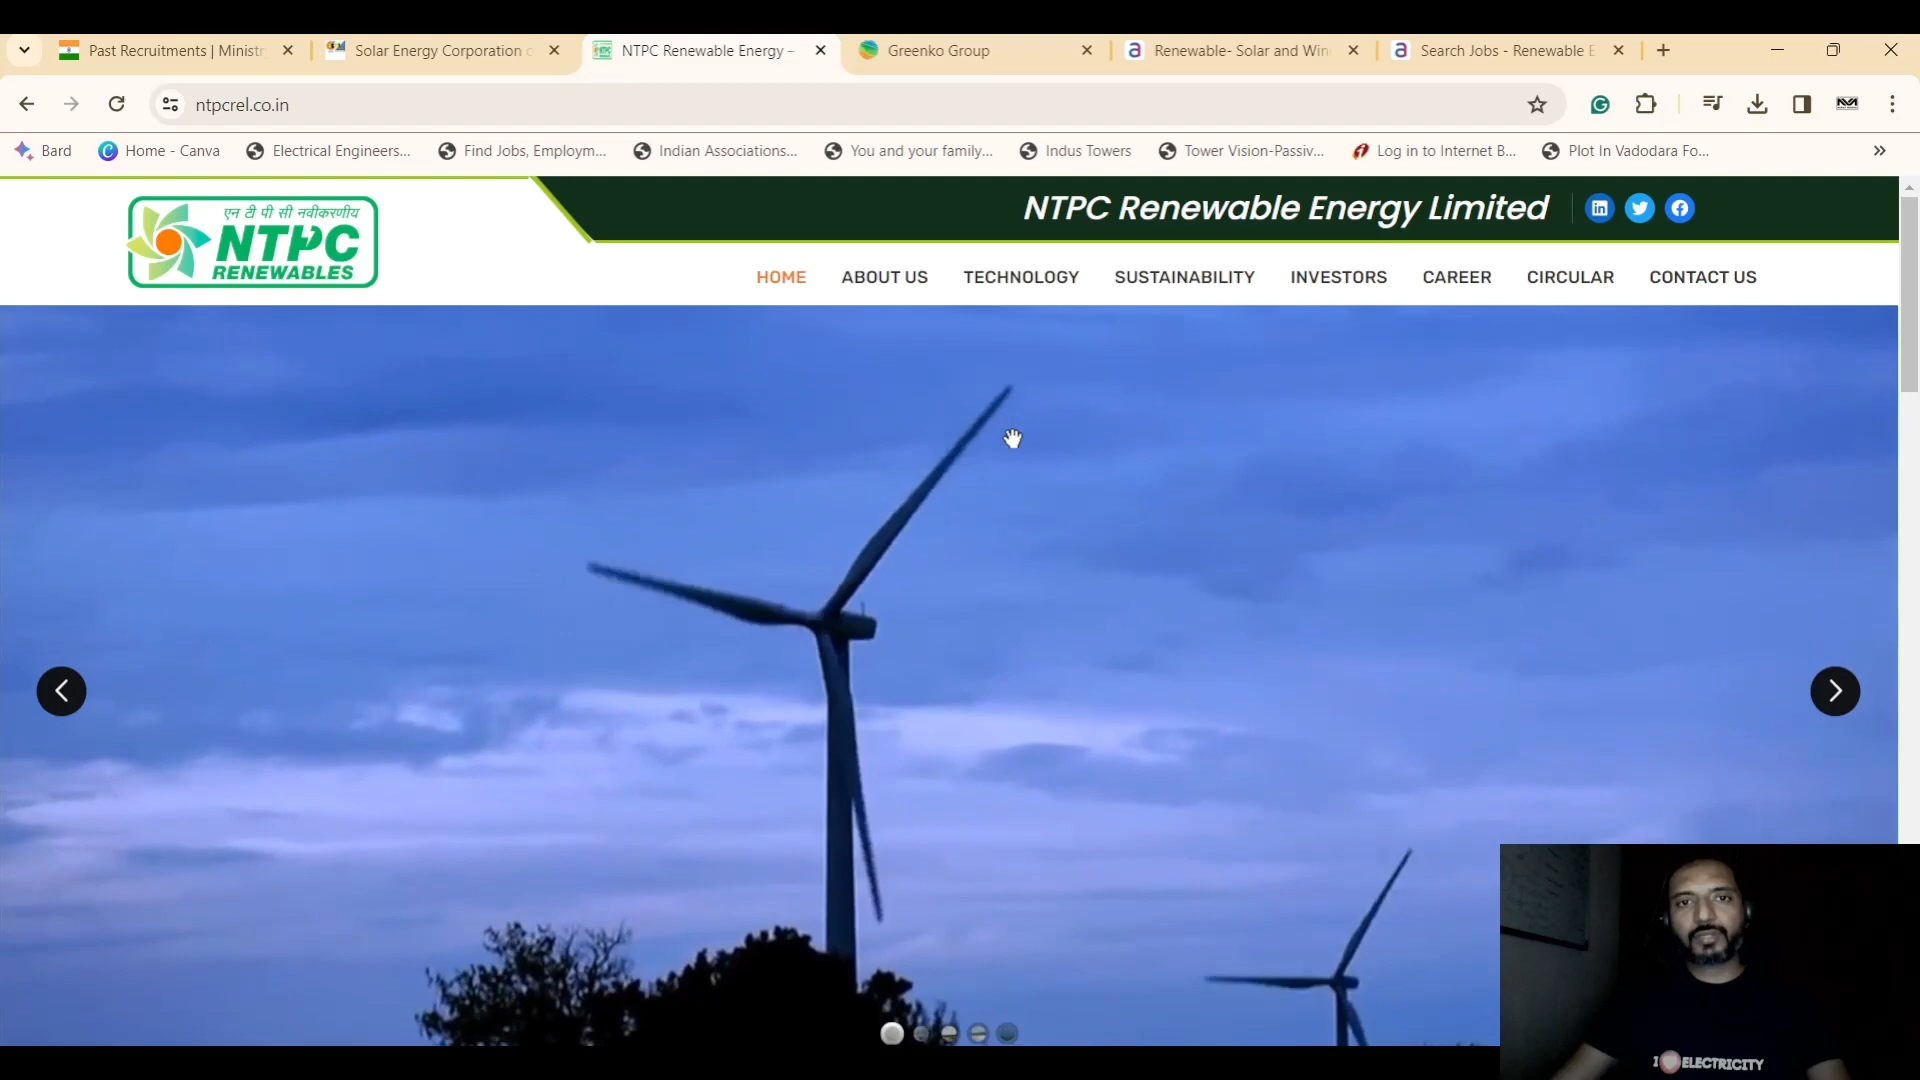 Past Recruitments | Ministr
Solar Energy Corporation o
NTPC Renewable Energy –
Greenko Group
Renewable- Solar and Win
Search Jobs - Renewable E
ntpcrel.co.in
Bard
Home - Canva
Electrical Engineers...
Find Jobs, Employm...
Indian Associations...
You and your family...
Indus Towers
Tower Vision-Passiv...
Log in to Internet B...
Plot In Vadodara Fo...
एन टी पी सी नवीकरणीय
NTPC
RENEWABLES
NTPC Renewable Energy Limited
HOME
ABOUT US
TECHNOLOGY
SUSTAINABILITY
INVESTORS
CAREER
CIRCULAR
CONTACT US
I ELECTRICITY